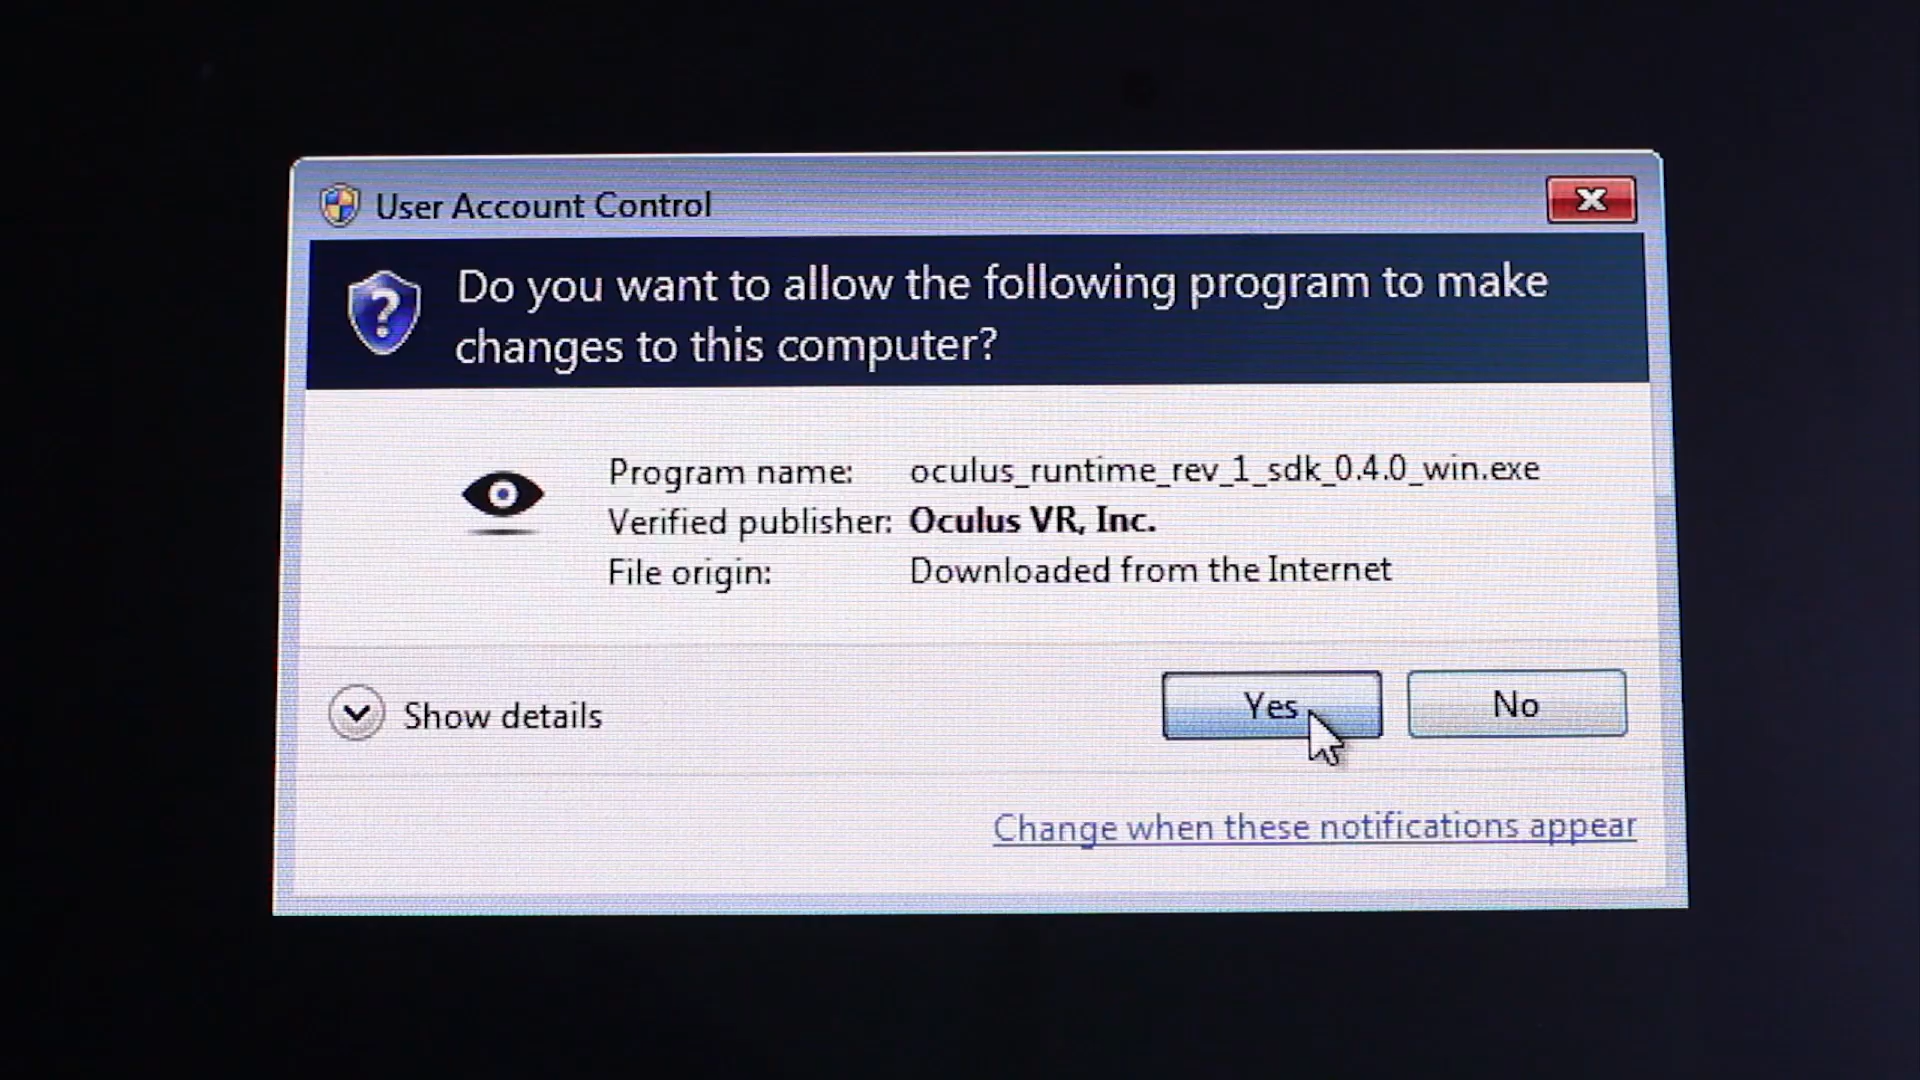 User Account Control
Do you want to allow the following program to make
changes to this computer?
Program name: oculus_runtime_rev_1_sdk_0.4.0_win.exe
Verified publisher: Oculus VR, Inc.
File origin: Downloaded from the Internet
Show details
Yes
No
Change when these notifications appear